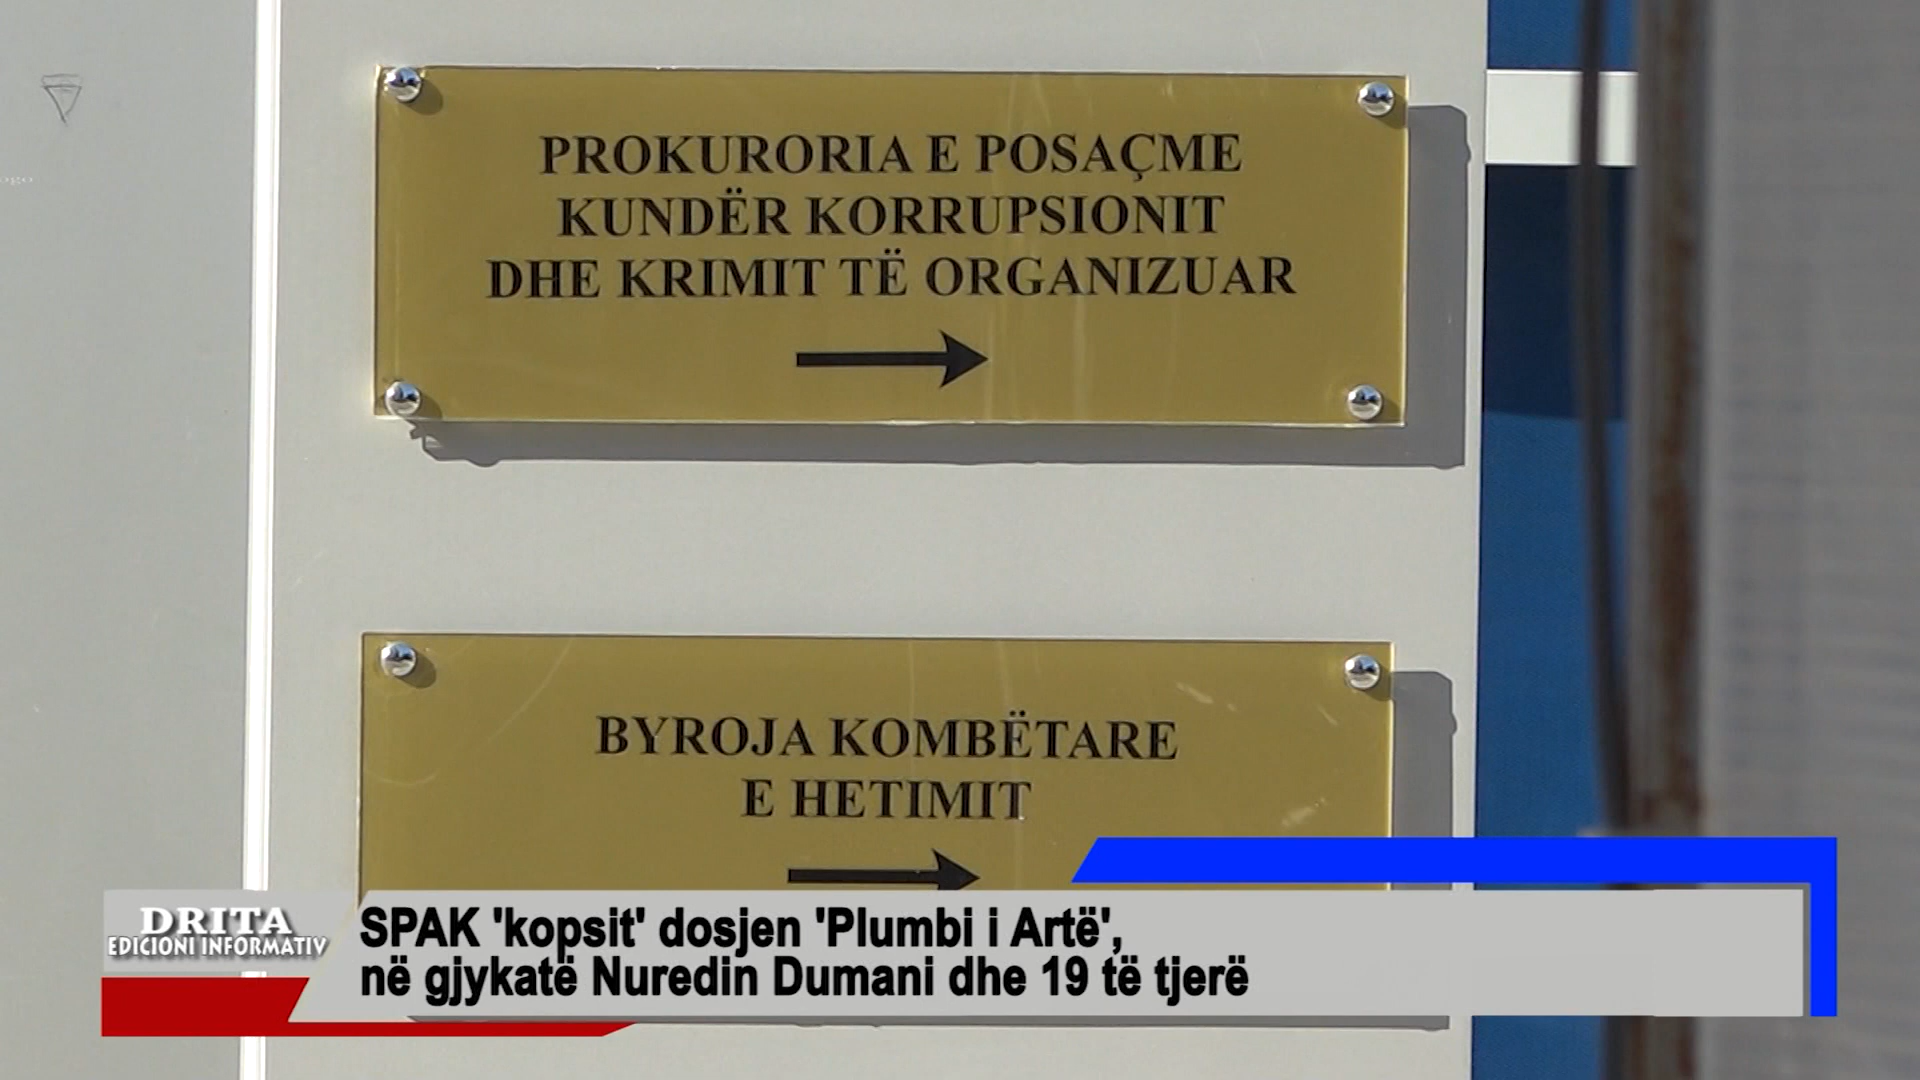 PROKURORIA E POSAÇME
KUNDËR KORRUPSIONIT
DHE KRIMIT TË ORGANIZUAR
BYROJA KOMBËTARE
E HETIMIT
DRITA
EDICIONI INFORMATIV
SPAK 'kopsit' dosjen 'Plumbi i Artë',
në gjykatë Nuredin Dumani dhe 19 të tjerë